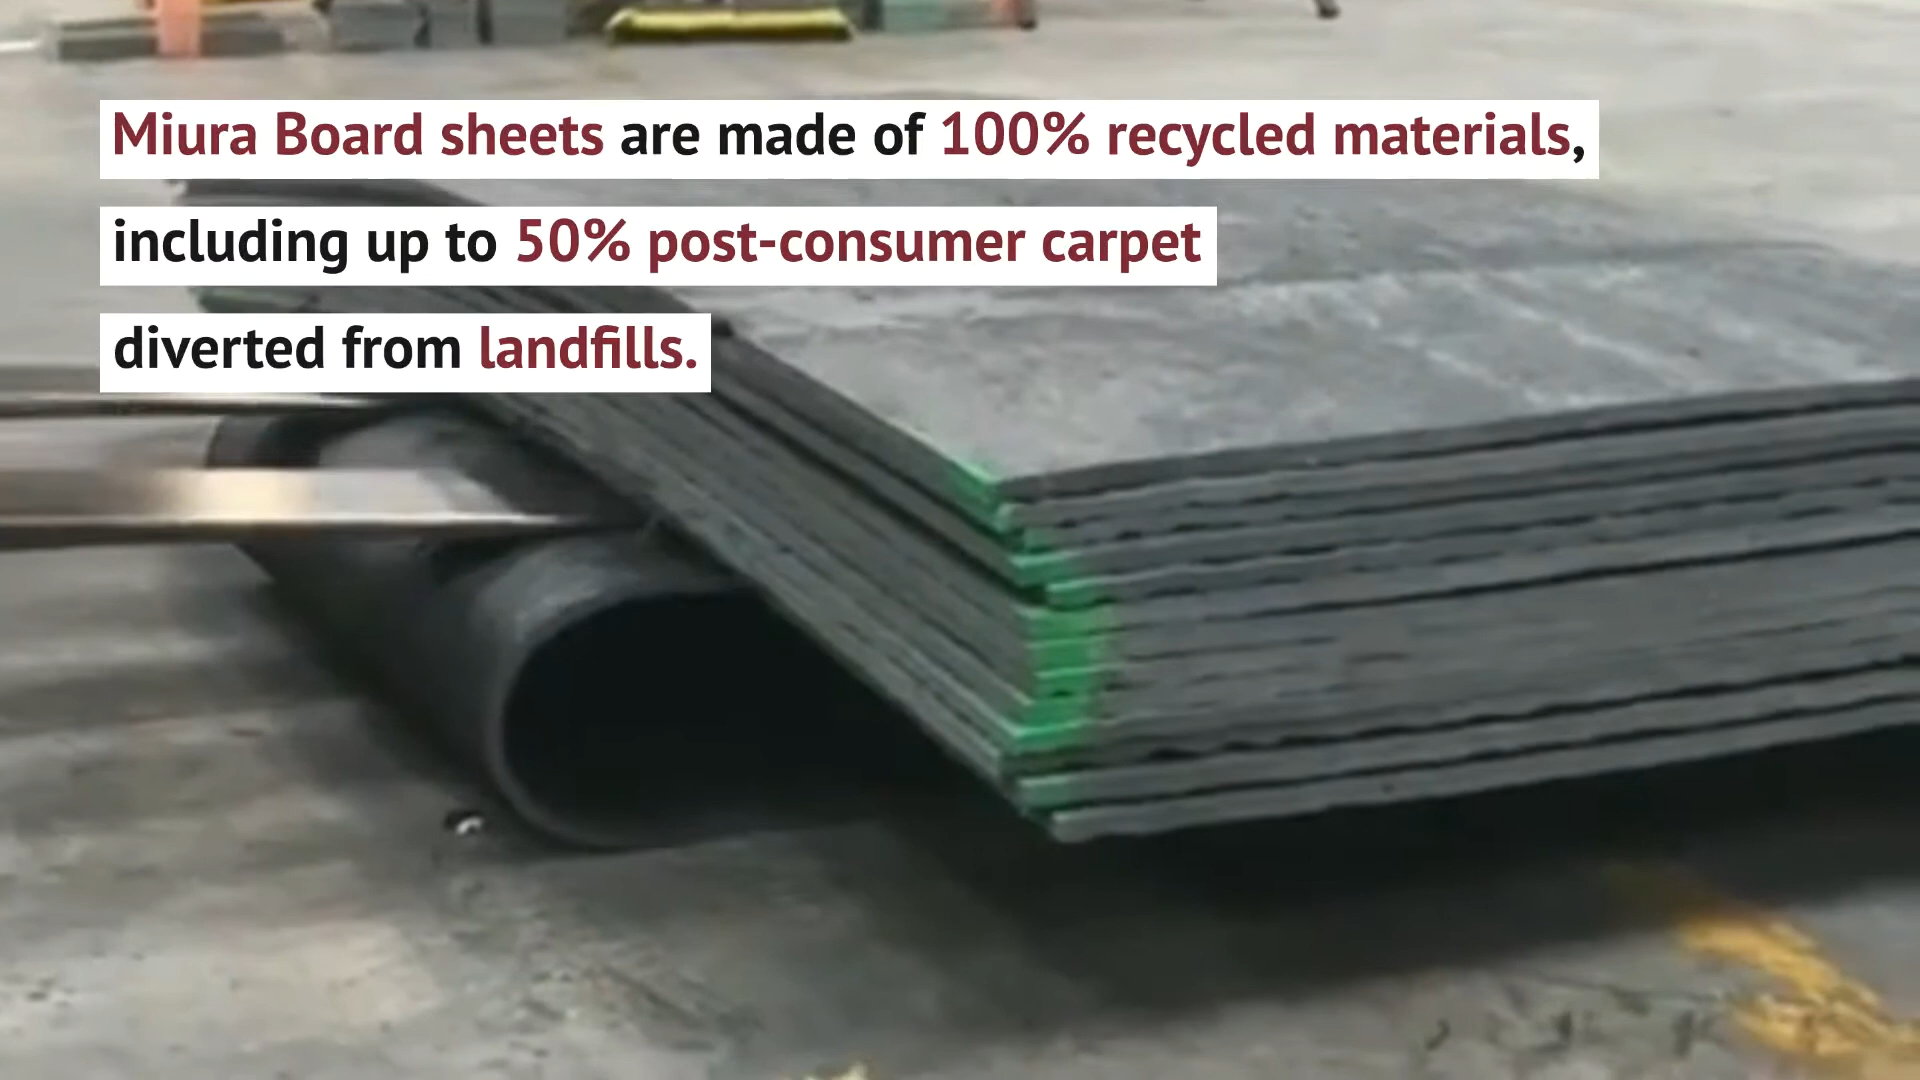 Miura Board sheets are made of 100% recycled materials,
including up to 50% post-consumer carpet
diverted from landfills.